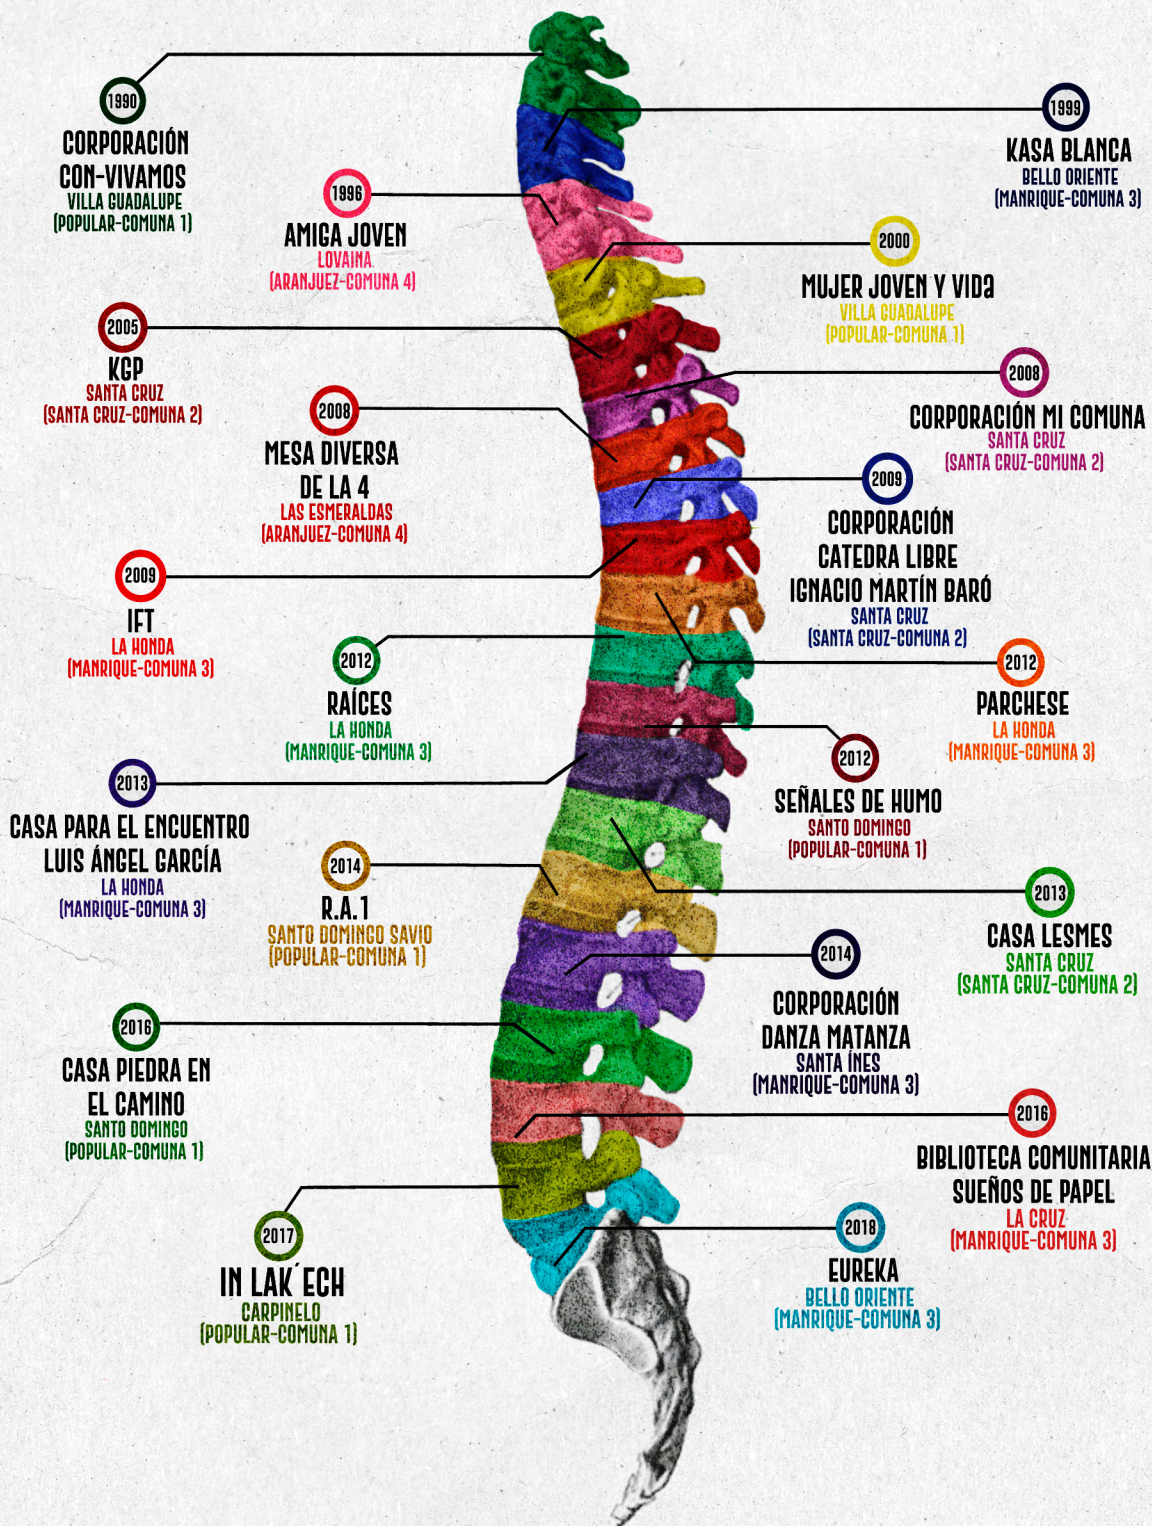 1990
CORPORACIÓN
CON-VIVAMOS
VILLA GUADALUPE
(POPULAR-COMUNA 1)
1999
KASA BLANCA
BELLO ORIENTE
(MANRIQUE-COMUNA 3)
1996
AMIGA JOVEN
LOVAINA
(ARANJUEZ-COMUNA 4)
2000
MUJER JOVEN Y VIDa
VILLA GUADALUPE
(POPULAR-COMUNA 1)
2005
KGP
SANTA CRUZ
(SANTA CRUZ-COMUNA 2)
2008
CORPORACIÓN MI COMUNA
SANTA CRUZ
(SANTA CRUZ-COMUNA 2)
2008
MESA DIVERSA
DE LA 4
LAS ESMERALDAS
(ARANJUEZ-COMUNA 4)
2009
CORPORACIÓN
CATEDRA LIBRE
IGNACIO MARTÍN BARÓ
SANTA CRUZ
(SANTA CRUZ-COMUNA 2)
2009
IFT
LA HONDA
(MANRIQUE-COMUNA 3)
2012
RAÍCES
LA HONDA
(MANRIQUE-COMUNA 3)
2012
PARCHESE
LA HONDA
(MANRIQUE-COMUNA 3)
2012
SEÑALES DE HUMO
SANTO DOMINGO
(POPULAR-COMUNA 1)
2013
CASA PARA EL ENCUENTRO
LUIS ÁNGEL GARCÍA
LA HONDA
(MANRIQUE-COMUNA 3)
2014
R.A.1
SANTO DOMINGO SAVIO
(POPULAR-COMUNA 1)
2013
CASA LESMES
SANTA CRUZ
(SANTA CRUZ-COMUNA 2)
2014
CORPORACIÓN
DANZA MATANZA
SANTA ÍNES
(MANRIQUE-COMUNA 3)
2016
CASA PIEDRA EN
EL CAMINO
SANTO DOMINGO
(POPULAR-COMUNA 1)
2016
BIBLIOTECA COMUNITARIA
SUEÑOS DE PAPEL
LA CRUZ
(MANRIQUE-COMUNA 3)
2017
IN LAK´ECH
CARPINELO
(POPULAR-COMUNA 1)
2018
EUREKA
BELLO ORIENTE
(MANRIQUE-COMUNA 3)